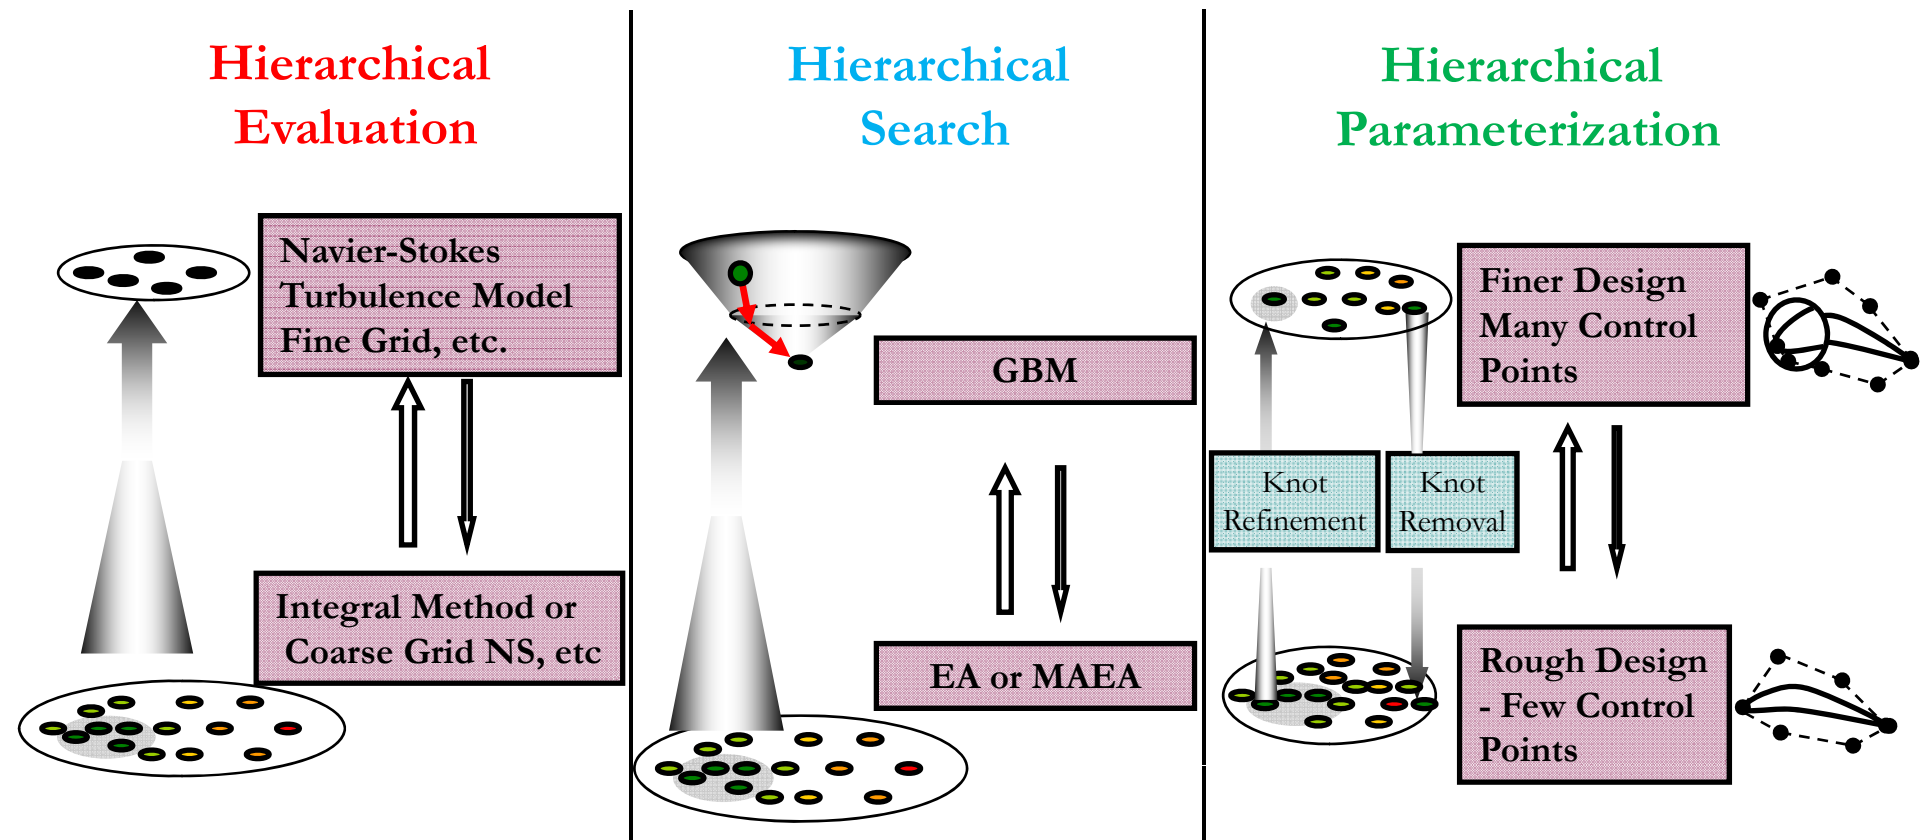 Hierarchical
Evaluation
Navier-Stokes
Turbulence Model
Fine Grid, etc.
Integral Method or
Coarse Grid NS, etc
Hierarchical
Search
GBM
EA or MAEA
Hierarchical
Parameterization
Finer Design
Many Control
Points
Knot
Refinement
Knot
Removal
Rough Design
- Few Control
Points